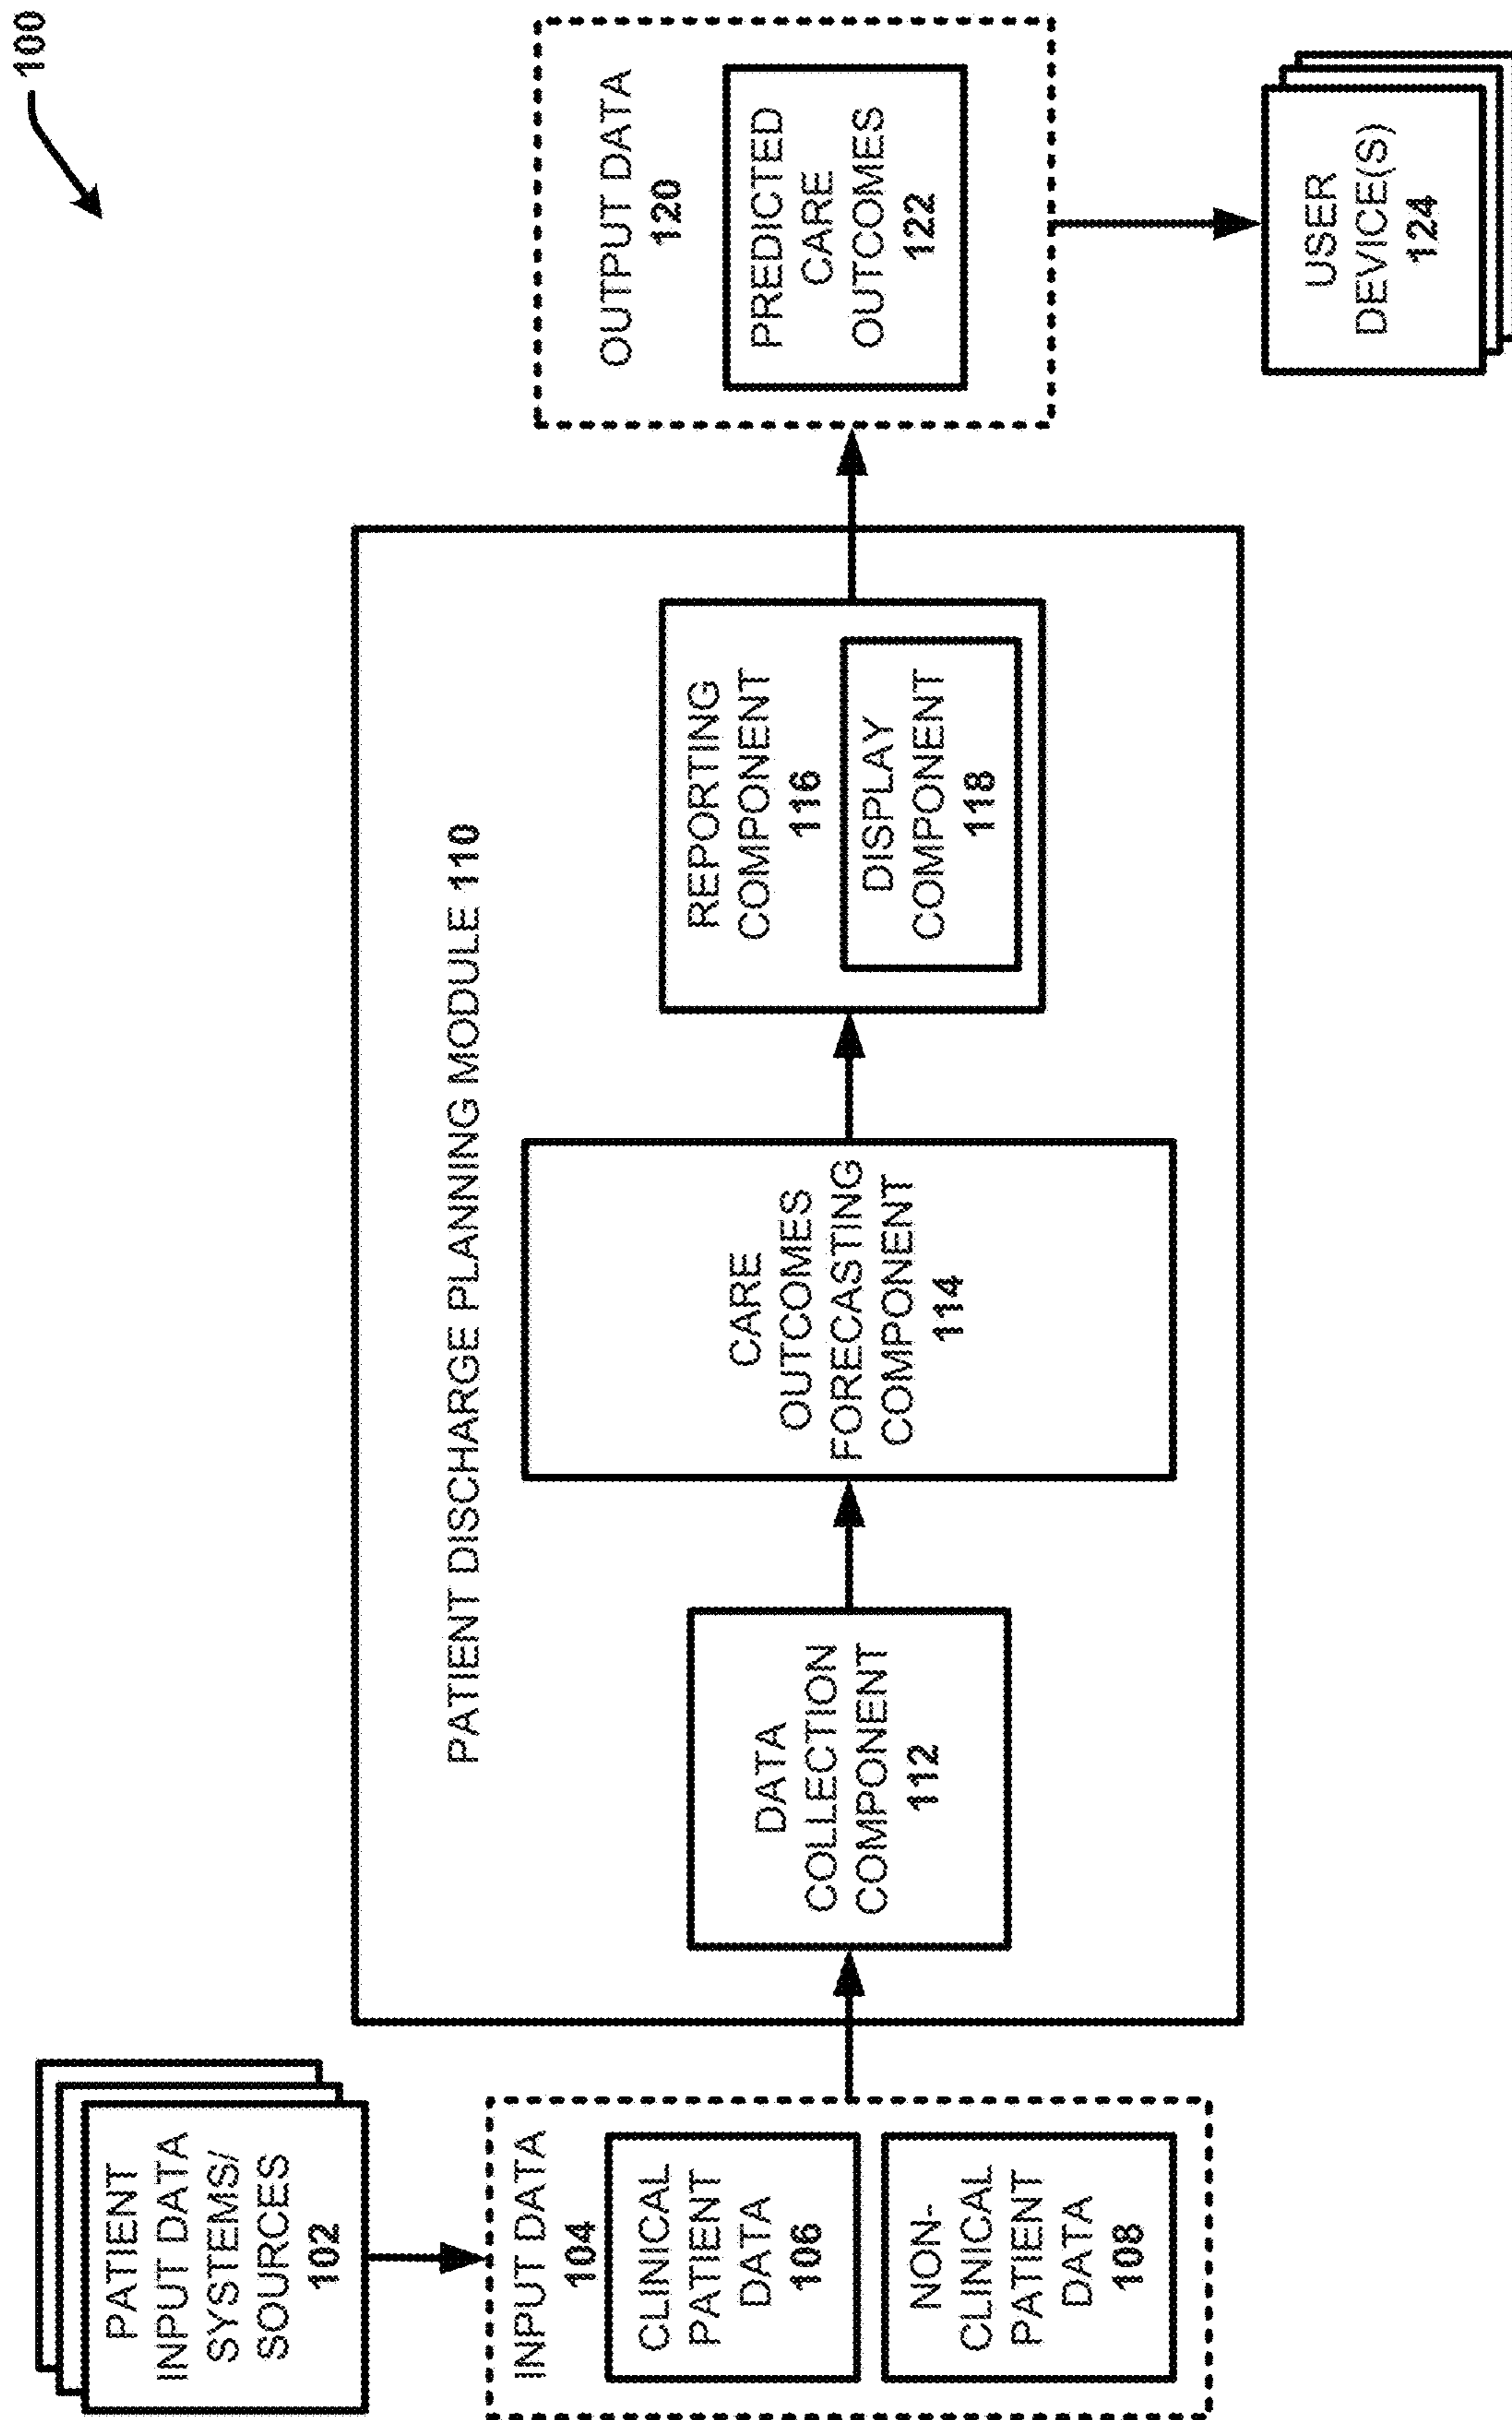 100
PATIENT
INPUT DATA
SYSTEMS/
SOURCES
102
INPUT DATA
104
CLINICAL
PATIENT
DATA
106
NON-
CLINICAL
PATIENT
DATA
108
PATIENT DISCHARGE PLANNING MODULE 110
DATA
COLLECTION
COMPONENT
112
CARE
OUTCOMES
FORECASTING
COMPONENT
114
REPORTING
COMPONENT
116
DISPLAY
COMPONENT
118
OUTPUT DATA
120
PREDICTED
CARE
OUTCOMES
122
USER
DEVICE(S)
124